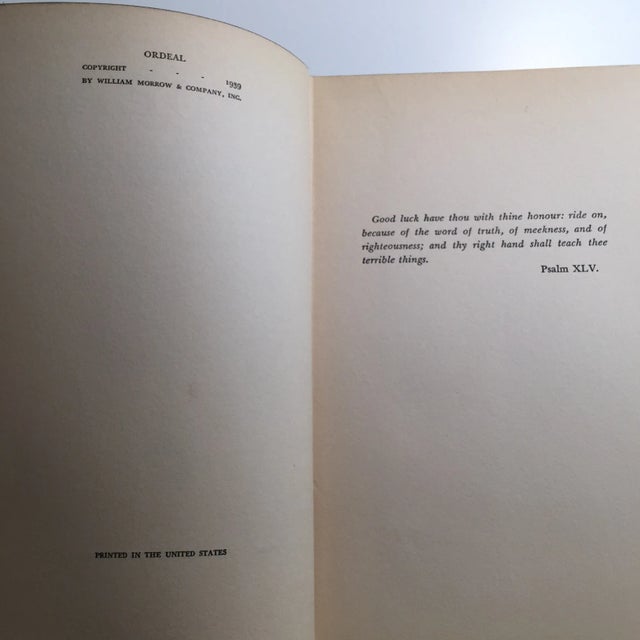 ORDEAL
COPYRIGHT - - - 1939
BY WILLIAM MORROW & COMPANY, INC.
PRINTED IN THE UNITED STATES
Good luck have thou with thine honour: ride on,
because of the word of truth, of meekness, and of
righteousness; and thy right hand shall teach thee
terrible things.
Psalm XLV.